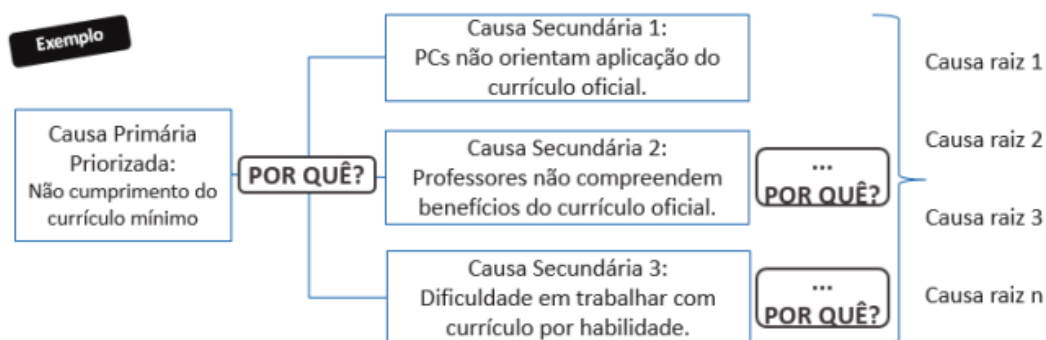 Exemplo
Causa Primária
Priorizada:
Não cumprimento do
currículo mínimo
POR QUÊ?
Causa Secundária 1:
PCs não orientam aplicação do
currículo oficial.
Causa Secundária 2:
Professores não compreendem
benefícios do currículo oficial.
...
POR QUÊ?
Causa Secundária 3:
Dificuldade em trabalhar com
currículo por habilidade.
...
POR QUÊ?
Causa raiz 1
Causa raiz 2
Causa raiz 3
Causa raiz n